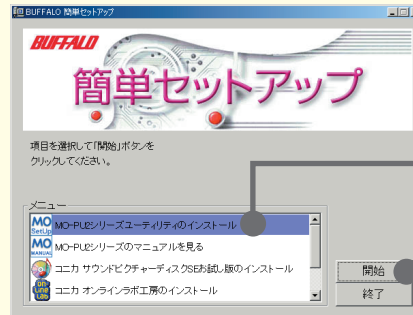 BUFFALO 簡単セットアップ
BUFFALO
簡単セットアップ
項目を選択して「開始」ボタンを
クリックしてください。
メニュー
MO SetUp MO-PU2シリーズユーティリティのインストール
MO MANUAL MO-PU2シリーズのマニュアルを見る
コニカ サウンドピクチャーディスクSEお試し版のインストール
On Line Lab コニカ オンラインラボ工房のインストール
開始
終了